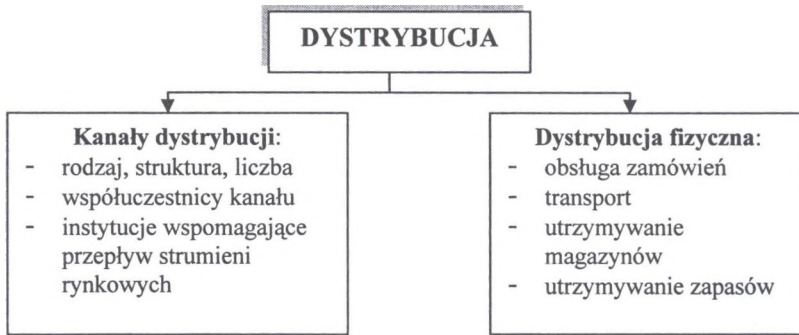 DYSTRYBUCJA
Kanały dystrybucji:
- rodzaj, struktura, liczba
- współuczestnicy kanału
- instytucje wspomagające
przepływ strumieni
rynkowych
Dystrybucja fizyczna:
- obsługa zamówień
- transport
- utrzymywanie
magazynów
- utrzymywanie zapasów